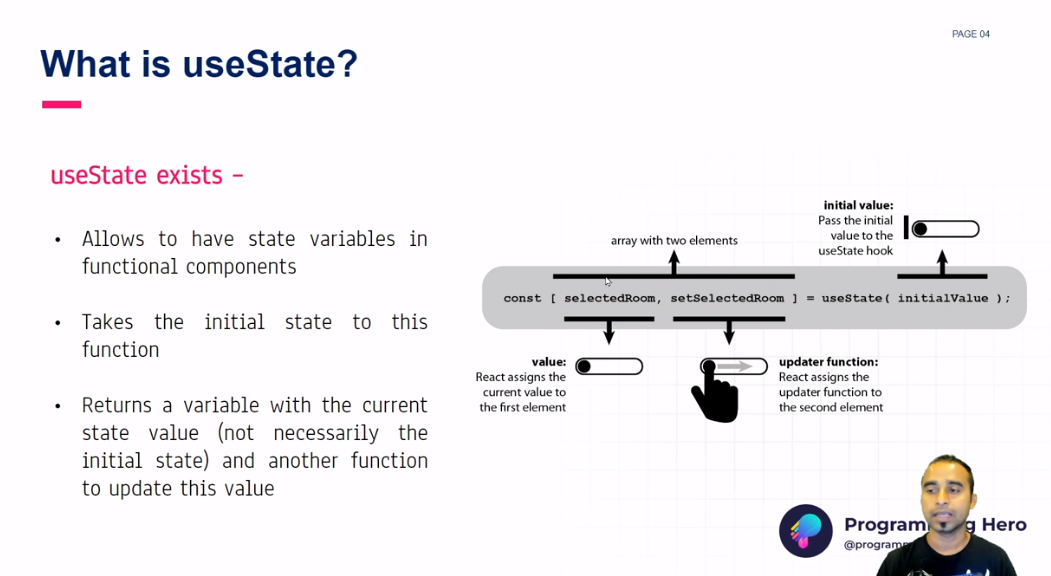 PAGE 04
What is useState?
useState exists -
• Allows to have state variables in
functional components
• Takes the initial state to this
function
• Returns a variable with the current
state value (not necessarily the
initial state) and another function
to update this value
initial value:
Pass the initial
value to the
useState hook
array with two elements
const [ selectedRoom, setSelectedRoom ] = useState( initialValue );
value:
React assigns the
current value to
the first element
updater function:
React assigns the
updater function to
the second element
Hero